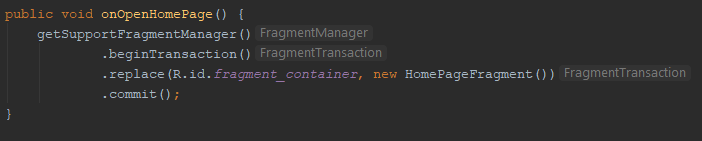 public void onOpenHomePage() {
getSupportFragmentManager() FragmentManager
.beginTransaction() FragmentTransaction
.replace(R.id.fragment_container, new HomePageFragment()) FragmentTransaction
.commit();
}